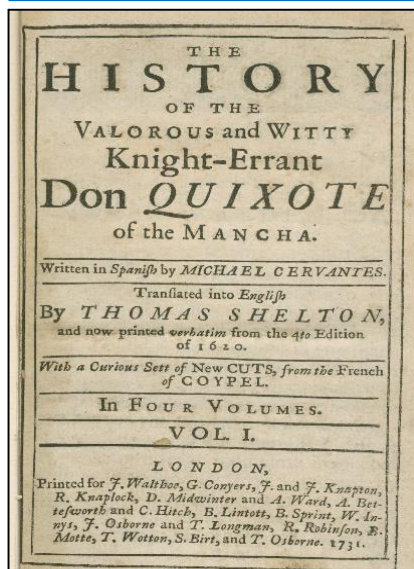 THE
HISTORY
OF THE
VALOROUS and WITTY
Knight-Errant
Don QUIXOTE
of the MANCHA.
Written in Spaniſh by MICHAEL CERVANTES.
Tranſlated into Engliſh
By THOMAS SHELTON,
and now printed verbatim from the 4to Edition
of 1620.
With a Curious Sett of New CUTS, from the French
of COYPEL.
In FOUR VOLUMES.
VOL. I.
LONDON,
Printed for J. Walthoe, G. Conyers, J. and J. Knapton,
R. Knaplock, D. Midwinter and A. Ward, A. Bet-
teſworth and C. Hitch, B. Lintott, B. Sprint, W. In-
nys, J. Osborne and T. Longman, R. Robinſon, B.
Motte, T. Wotton, S. Birt, and T. Osborne. 1731.